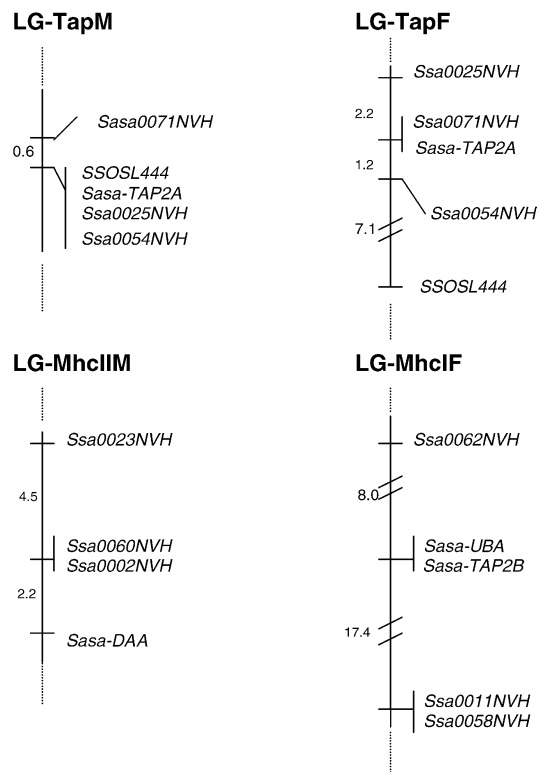 LG-TapM
Sasa0071NVH
0.6
SSOSL444
Sasa-TAP2A
Ssa0025NVH
Ssa0054NVH
LG-TapF
Ssa0025NVH
2.2
Ssa0071NVH
Sasa-TAP2A
1.2
Ssa0054NVH
7.1
SSOSL444
LG-MhcIIM
Ssa0023NVH
4.5
Ssa0060NVH
Ssa0002NVH
2.2
Sasa-DAA
LG-MhcIF
Ssa0062NVH
8.0
Sasa-UBA
Sasa-TAP2B
17.4
Ssa0011NVH
Ssa0058NVH